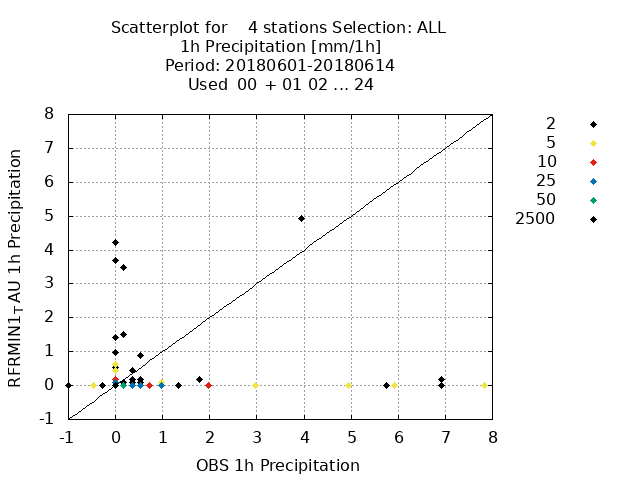 Scatterplot for    4 stations Selection: ALL
1h Precipitation [mm/1h]
Period: 20180601-20180614
Used  00  + 01 02 ... 24
2
5
10
25
50
2500
RFRMIN1TAU 1h Precipitation
8
7
6
5
4
3
2
1
0
-1
-1 0 1 2 3 4 5 6 7 8
OBS 1h Precipitation